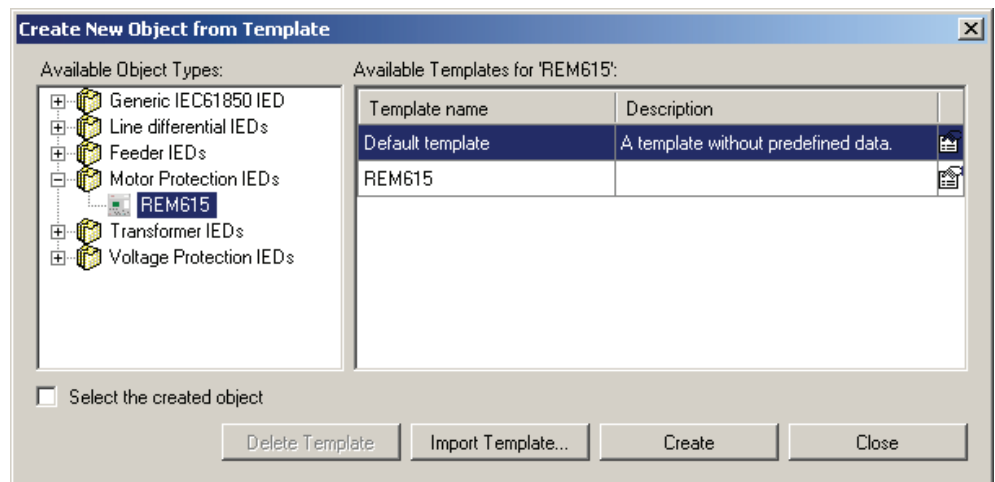 Create New Object from Template
Available Object Types:
Available Templates for 'REM615':
Generic IEC61850 IED
Line differential IEDs
Feeder IEDs
Motor Protection IEDs
REM615
Transformer IEDs
Voltage Protection IEDs
Template name Description
Default template A template without predefined data.
REM615
Select the created object
Delete Template Import Template... Create Close